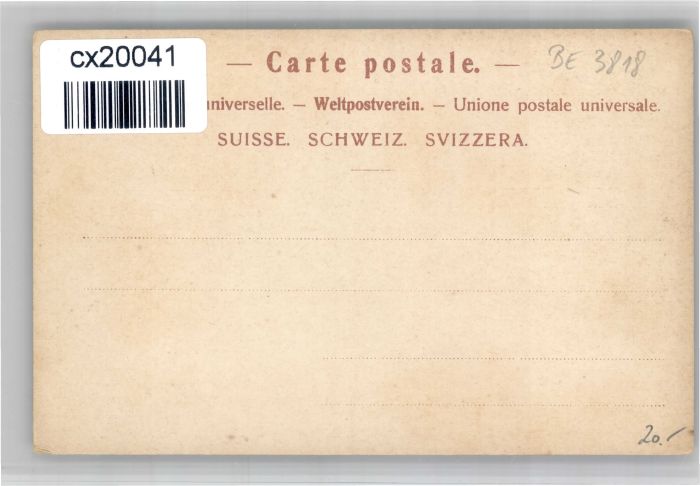 cx20041
— Carte postale. —
BE 3818
universelle. — Weltpostverein. — Unione postale universale.
SUISSE. SCHWEIZ. SVIZZERA.
20.-